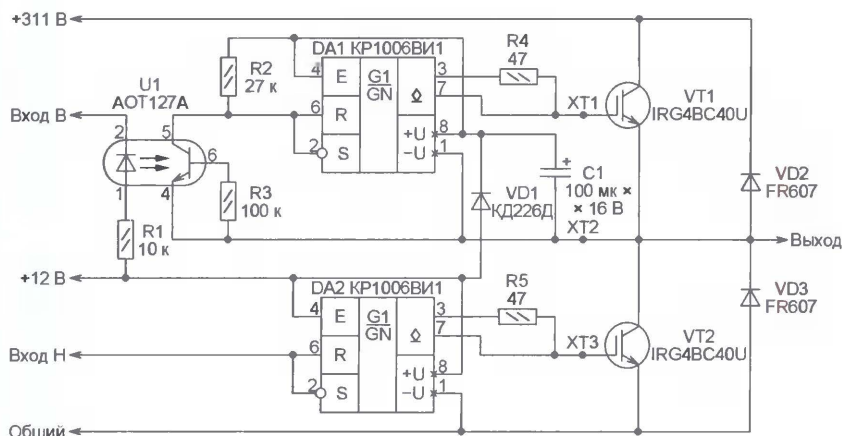 +311 В
DA1 КР1006ВИ1
R2
27 к
U1
АОТ127А
Вход В
2
5
1
4
6
R3
100 к
R1
10 к
4
E
6
R
2
S
G1
GN
3
7
+U
8
−U
1
R4
47
XT1
VT1
IRG4BC40U
C1
+
100 мк ×
× 16 В
VD1
КД226Д
VD2
FR607
XT2
Выход
+12 В
DA2 КР1006ВИ1
4
E
6
R
2
S
G1
GN
3
7
+U
8
−U
1
R5
47
XT3
VT2
IRG4BC40U
VD3
FR607
Вход Н
Общий